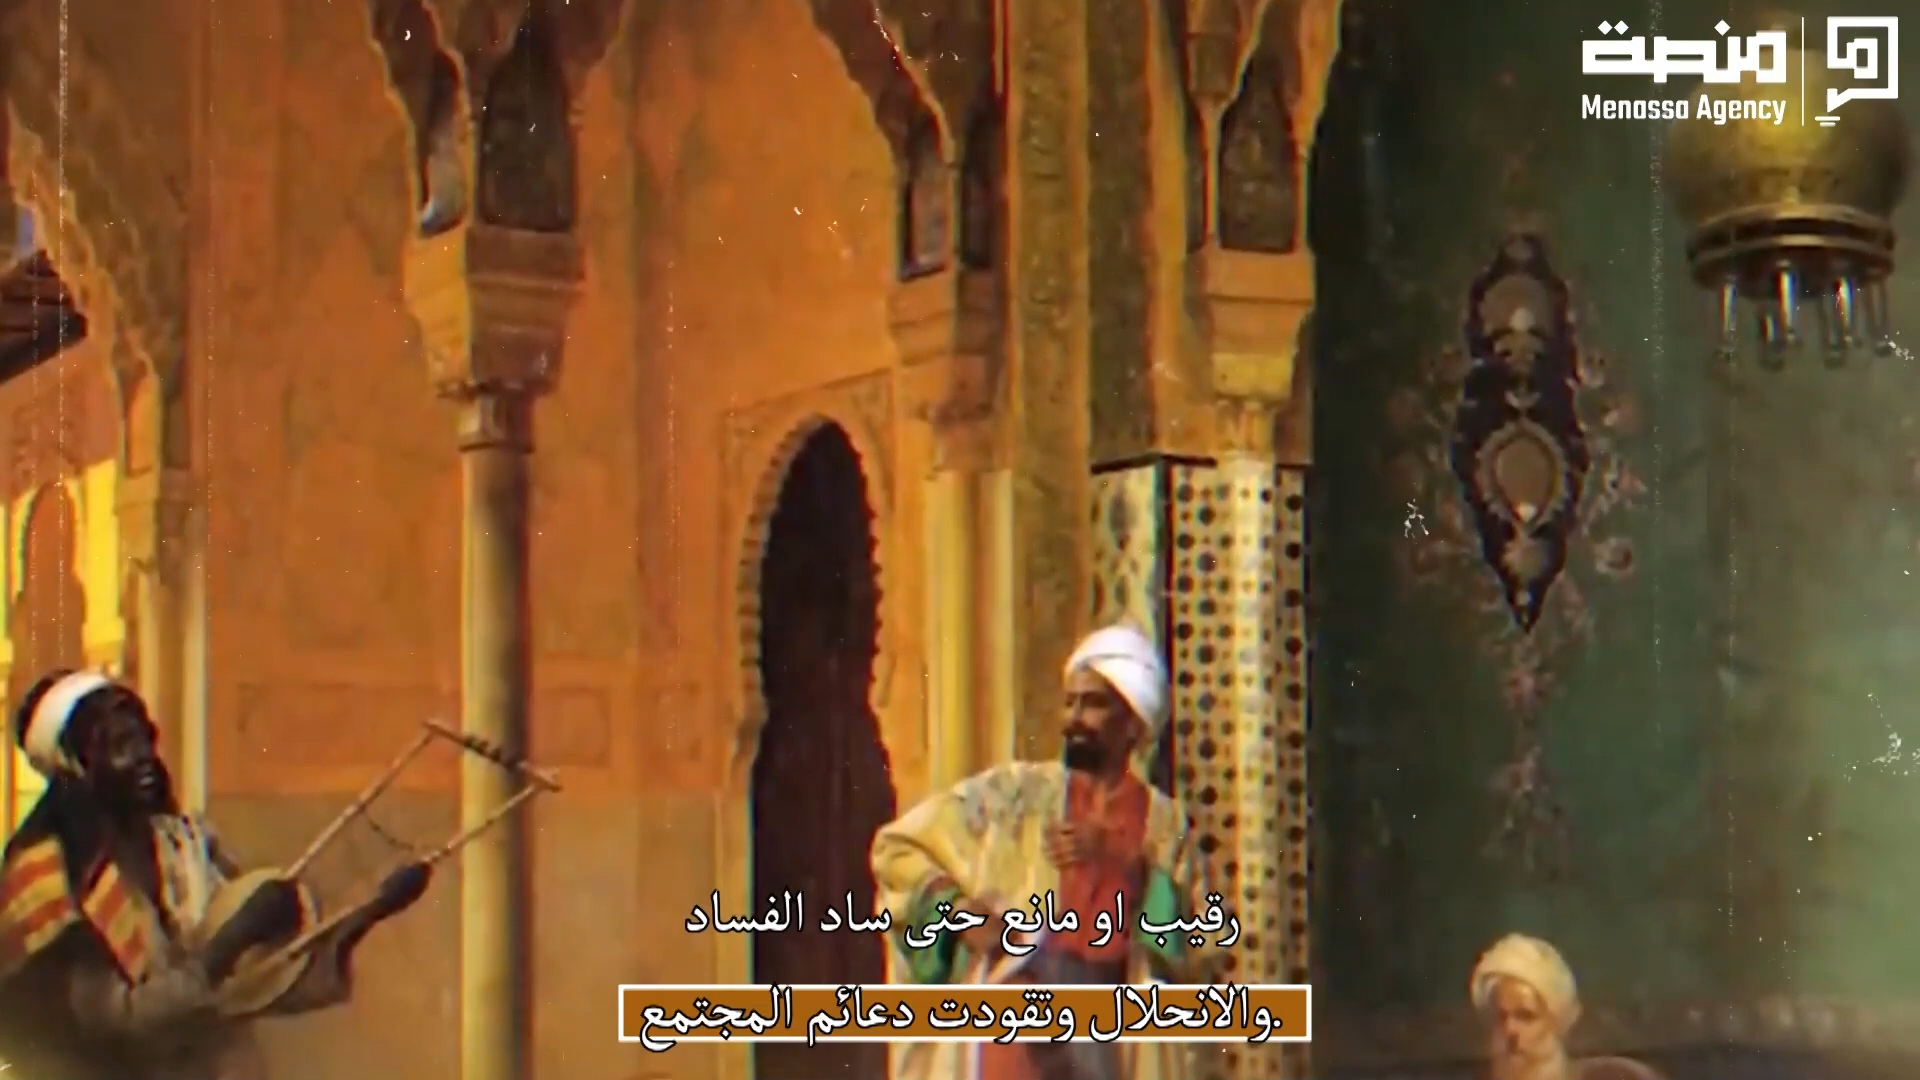 منصة
Menassa Agency
رقيب او مانع حتى ساد الفساد
والانحلال وتقودت دعائم المجتمع.